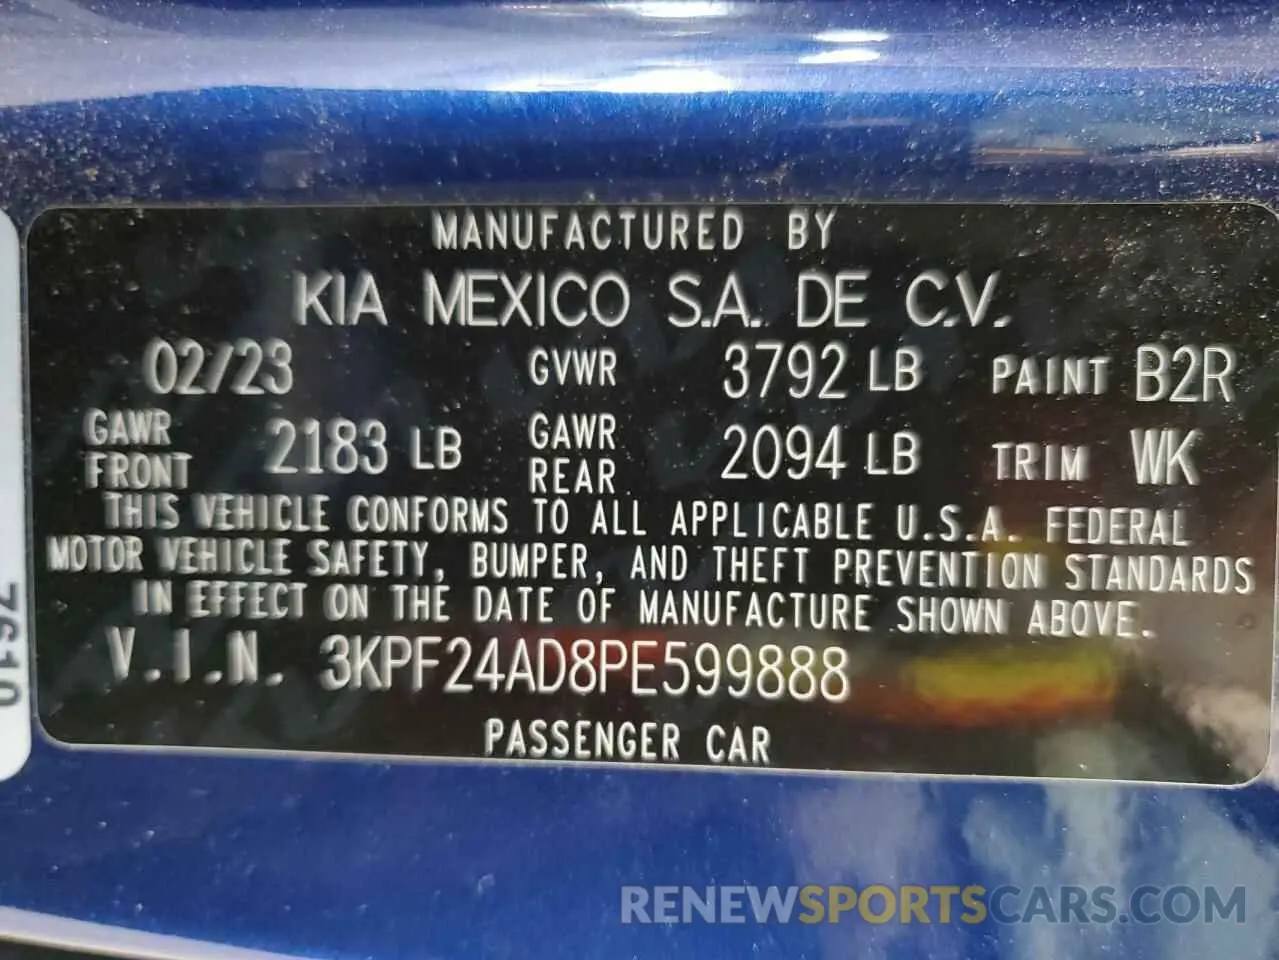 MANUFACTURED BY
KIA MEXICO S.A. DE C.V.
02/23 GVWR 3792 LB PAINT B2R
GAWR FRONT 2183 LB GAWR REAR 2094 LB TRIM WK
THIS VEHICLE CONFORMS TO ALL APPLICABLE U.S.A. FEDERAL
MOTOR VEHICLE SAFETY, BUMPER, AND THEFT PREVENTION STANDARDS
IN EFFECT ON THE DATE OF MANUFACTURE SHOWN ABOVE.
V.I.N. 3KPF24AD8PE599888
PASSENGER CAR
7610
RENEWSPORTSCARS.COM